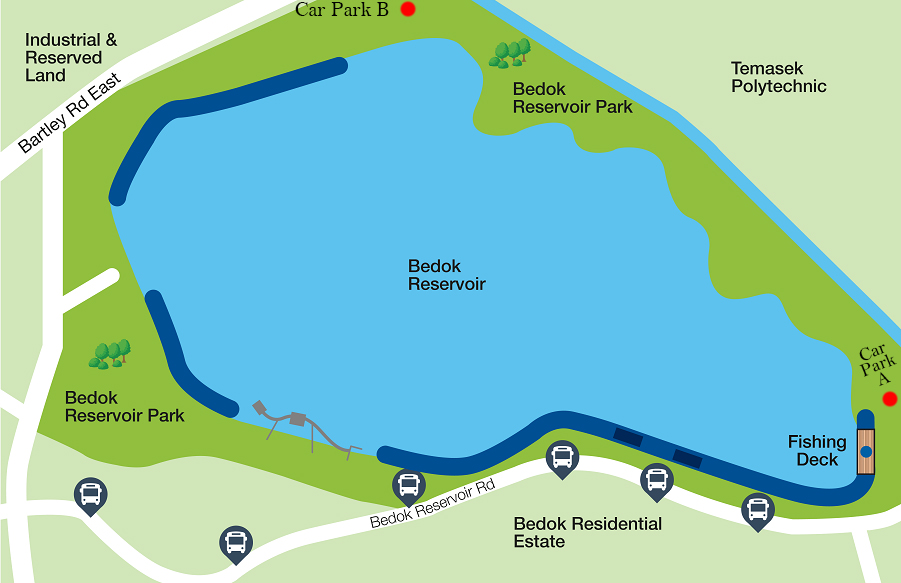 Car Park B
Industrial &
Reserved
Land
Bartley Rd East
Temasek
Polytechnic
Bedok
Reservoir Park
Bedok
Reservoir
Car
Park
A
Bedok
Reservoir Park
Fishing
Deck
Bedok Reservoir Rd
Bedok Residential
Estate